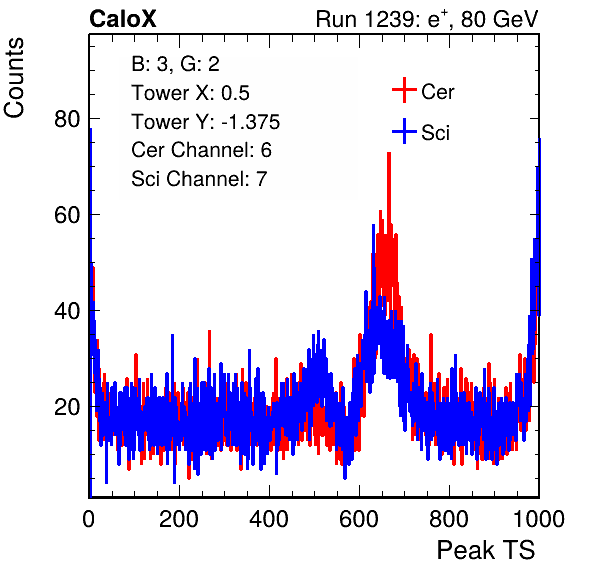 CaloX Run 1239: e⁺, 80 GeV
Counts
B: 3, G: 2
Tower X: 0.5
Tower Y: -1.375
Cer Channel: 6
Sci Channel: 7
Cer
Sci
80
60
40
20
0 200 400 600 800 1000
Peak TS